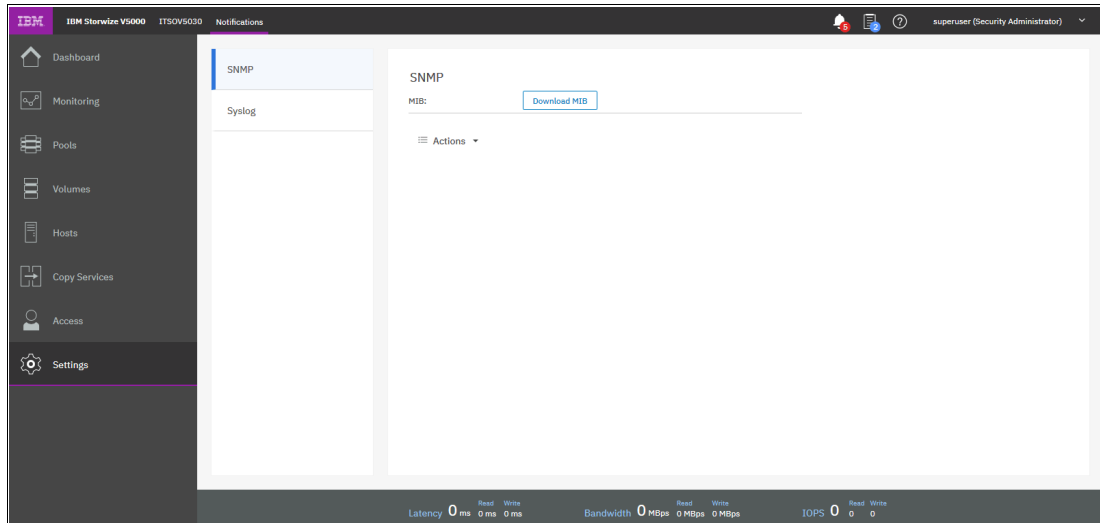 IBM IBM Storwize V5000 ITSOV5030 Notifications 5 2 ? superuser (Security Administrator)
Dashboard
Monitoring
Pools
Volumes
Hosts
Copy Services
Access
Settings
SNMP
Syslog
SNMP
MIB: Download MIB
Actions
Read Write Read Write Read Write
Latency 0 ms 0 ms 0 ms Bandwidth 0 MBps 0 MBps 0 MBps IOPS 0 0 0